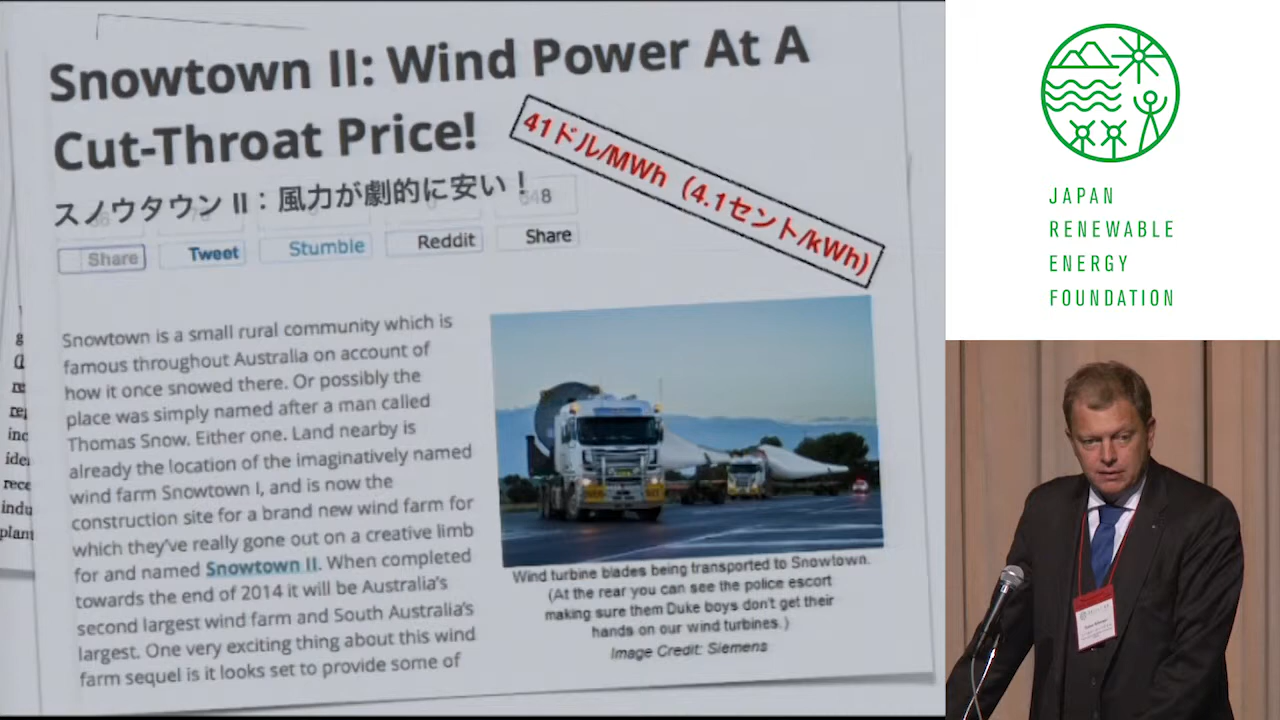 Snowtown II: Wind Power At A
Cut-Throat Price!
スノウタウン II：風力が劇的に安い！
41ドル/MWh（4.1セント/kWh)
8
Share
Tweet
Stumble
Reddit
Share
Snowtown is a small rural community which is
famous throughout Australia on account of
how it once snowed there. Or possibly the
place was simply named after a man called
Thomas Snow. Either one. Land nearby is
already the location of the imaginatively named
wind farm Snowtown I, and is now the
construction site for a brand new wind farm for
which they've really gone out on a creative limb
for and named Snowtown II. When completed
towards the end of 2014 it will be Australia's
second largest wind farm and South Australia's
largest. One very exciting thing about this wind
farm sequel is it looks set to provide some of
Wind turbine blades being transported to Snowtown.
(At the rear you can see the police escort
making sure them Duke boys don't get their
hands on our wind turbines.)
Image Credit: Siemens
JAPAN
RENEWABLE
ENERGY
FOUNDATION